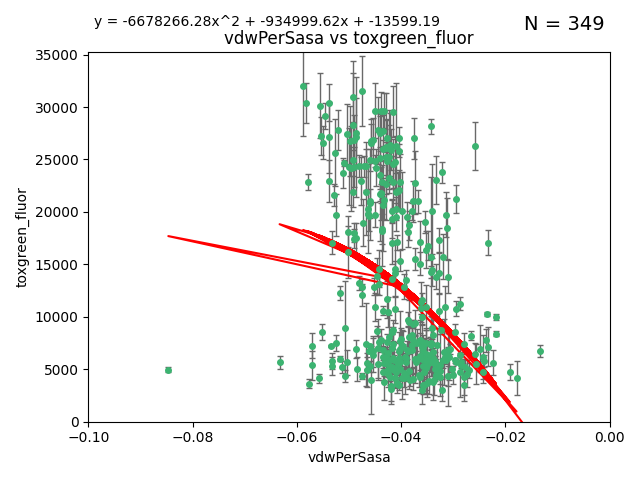 y = -6678266.28x^2 + -934999.62x + -13599.19
N = 349
vdwPerSasa vs toxgreen_fluor
35000
30000
25000
20000
15000
10000
5000
0
toxgreen_fluor
−0.10
−0.08
−0.06
−0.04
−0.02
0.00
vdwPerSasa